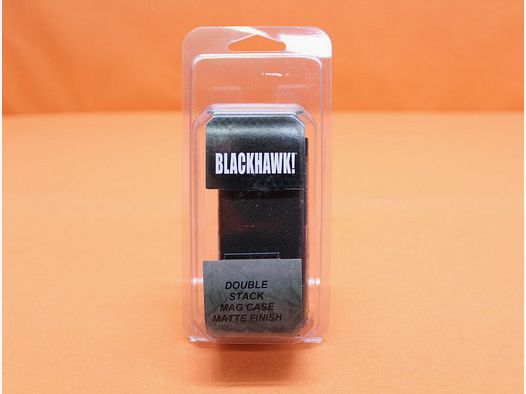 BLACKHAWK!
DOUBLE
STACK
MAG CASE
MATTE FINISH